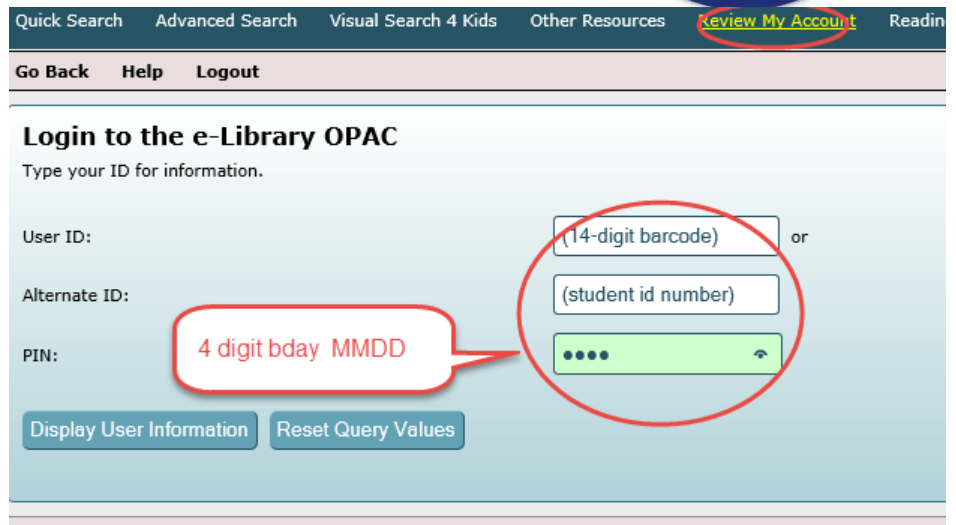 Quick Search Advanced Search Visual Search 4 Kids Other Resources Review My Account Readin
Go Back Help Logout
Login to the e-Library OPAC
Type your ID for information.
User ID: (14-digit barcode) or
Alternate ID: (student id number)
PIN: 4 digit bday MMDD ••••
Display User Information Reset Query Values